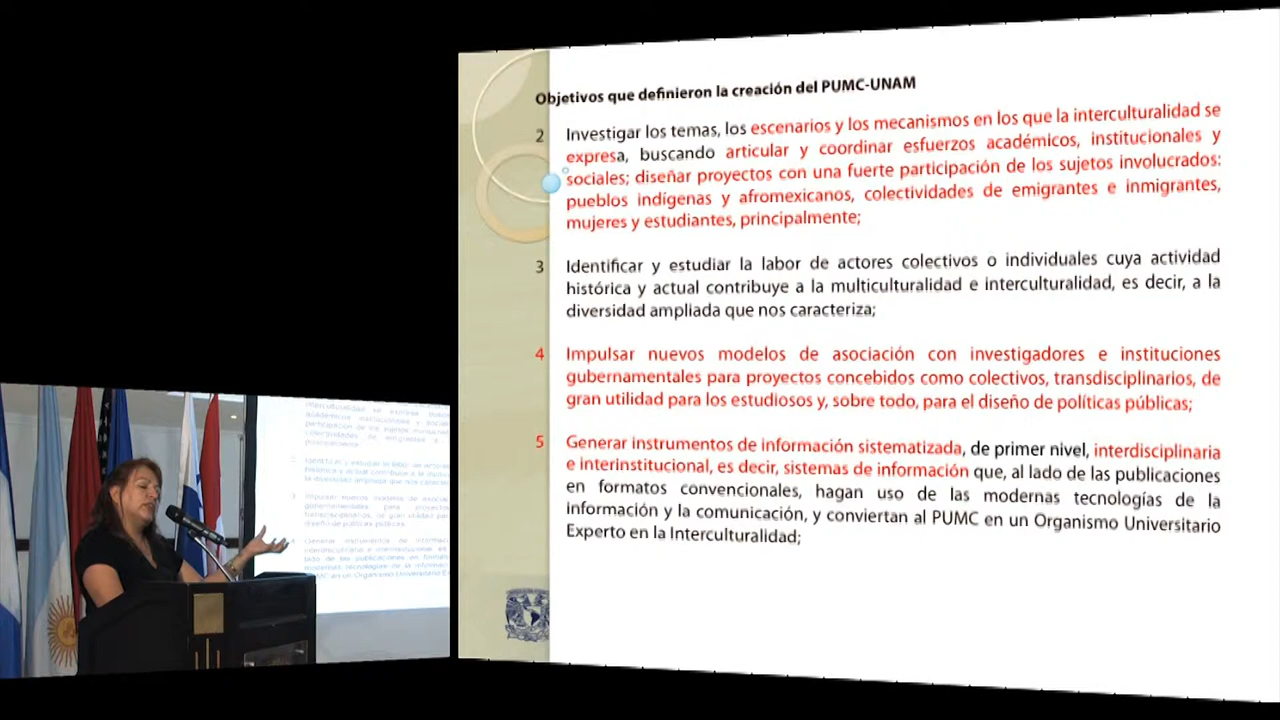 Objetivos que definieron la creación del PUMC-UNAM
2 Investigar los temas, los escenarios y los mecanismos en los que la interculturalidad se
expresa, buscando articular y coordinar esfuerzos académicos, institucionales y
sociales; diseñar proyectos con una fuerte participación de los sujetos involucrados:
pueblos indígenas y afromexicanos, colectividades de emigrantes e inmigrantes,
mujeres y estudiantes, principalmente;
3 Identificar y estudiar la labor de actores colectivos o individuales cuya actividad
histórica y actual contribuye a la multiculturalidad e interculturalidad, es decir, a la
diversidad ampliada que nos caracteriza;
4 Impulsar nuevos modelos de asociación con investigadores e instituciones
gubernamentales para proyectos concebidos como colectivos, transdisciplinarios, de
gran utilidad para los estudiosos y, sobre todo, para el diseño de políticas públicas;
5 Generar instrumentos de información sistematizada, de primer nivel, interdisciplinaria
e interinstitucional, es decir, sistemas de información que, al lado de las publicaciones
en formatos convencionales, hagan uso de las modernas tecnologías de la
información y la comunicación, y conviertan al PUMC en un Organismo Universitario
Experto en la Interculturalidad;